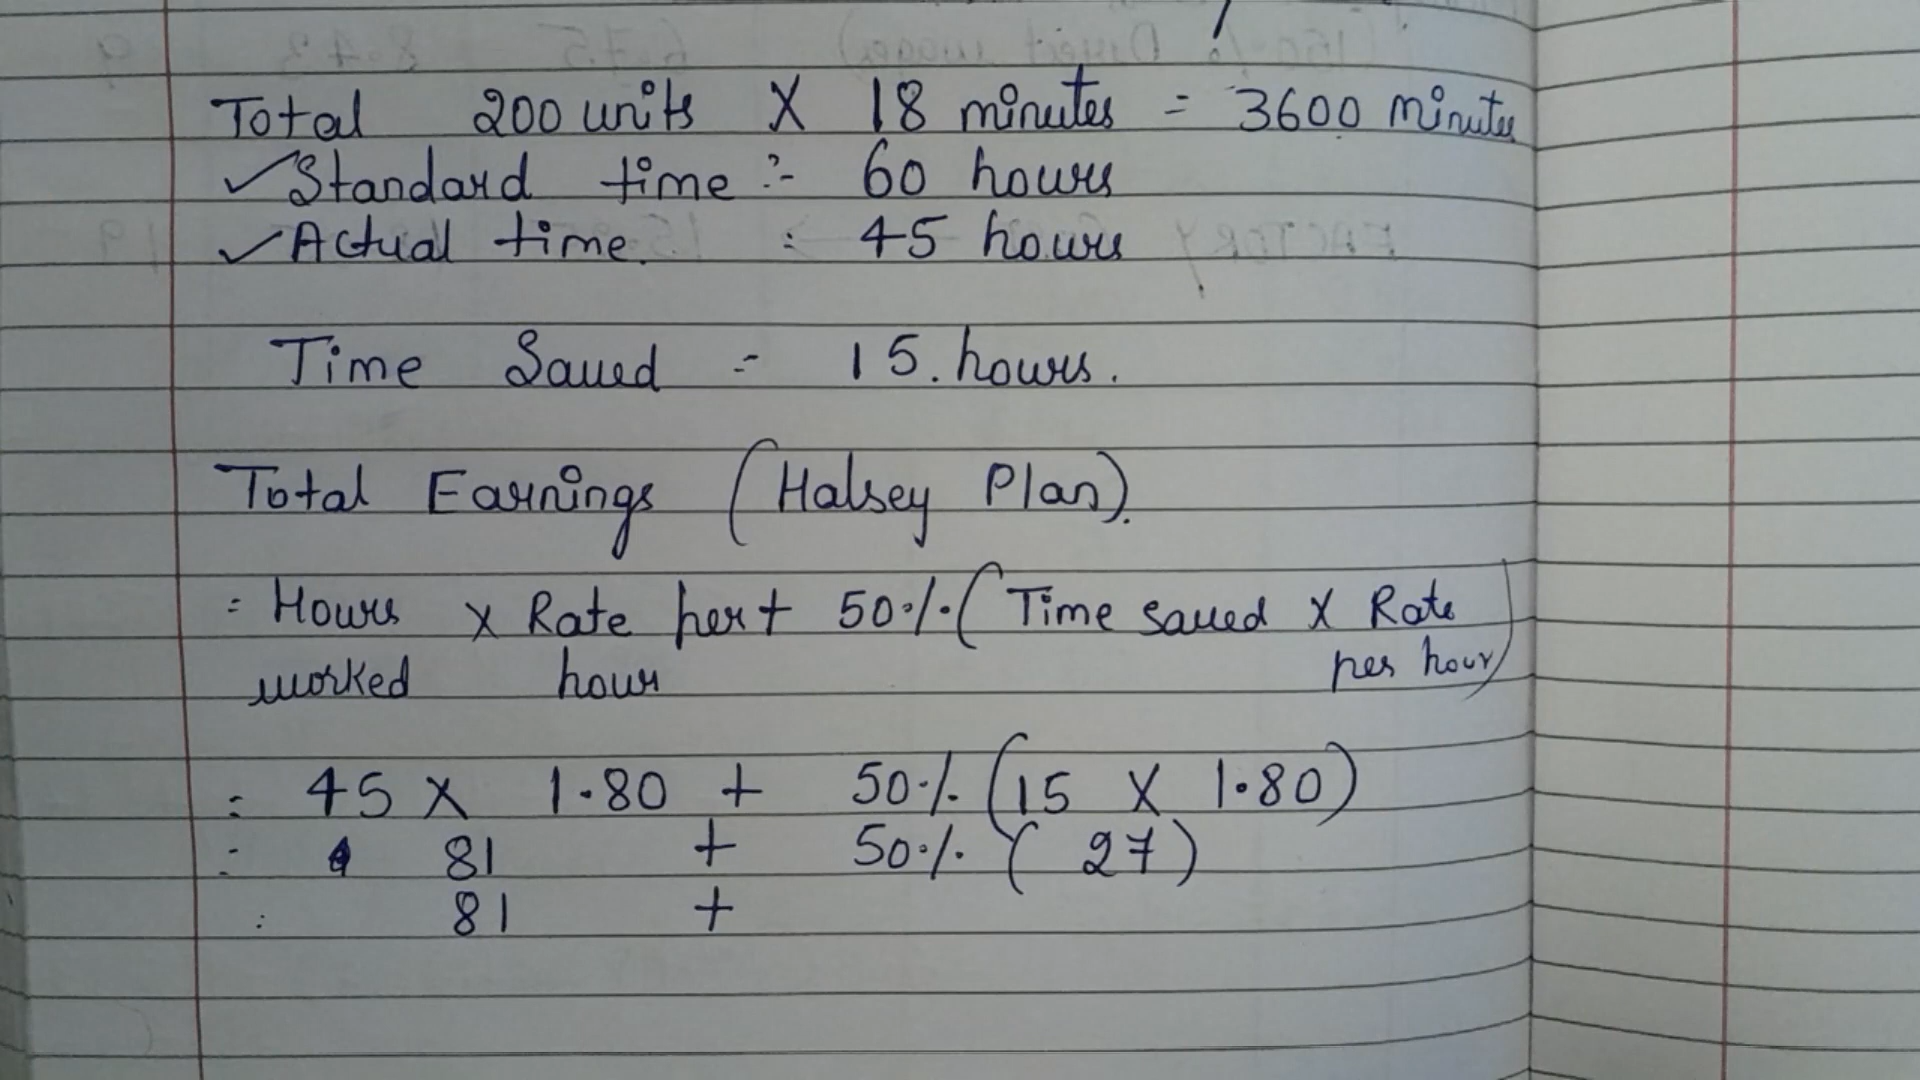 Total 200 units X 18 minutes = 3600 minutes
✓ Standard time :- 60 hours
✓ Actual time. : 45 hours
Time Saved = 15. hours.
Total Earnings (Halsey Plan).
= Hours X Rate per + 50% (Time saved X Rate
worked hour per hour)
= 45 X 1.80 + 50% (15 X 1.80)
= 81 + 50% (27)
: 81 +